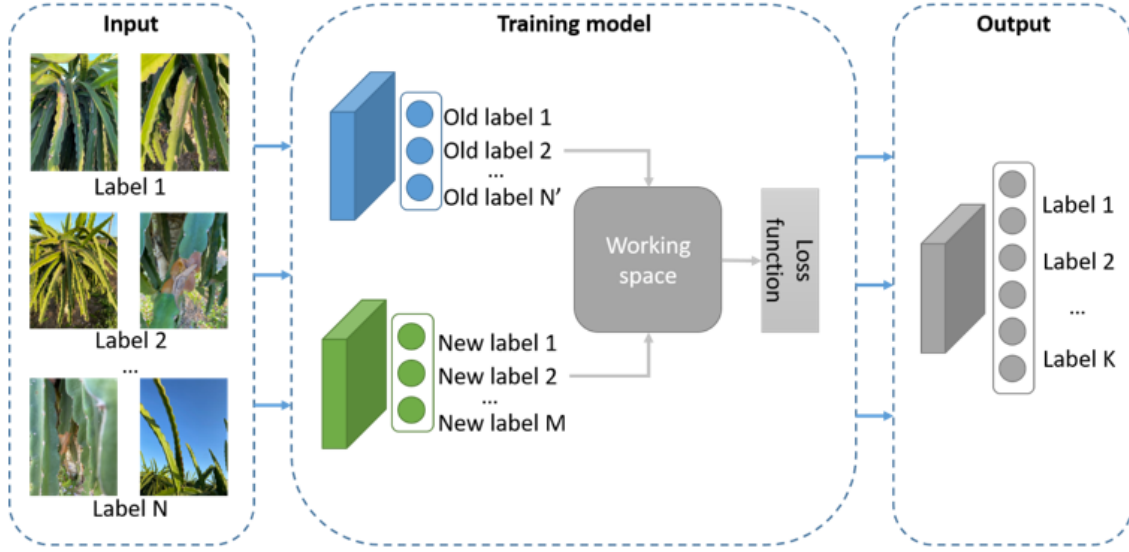 Input
Label 1
Label 2
...
Label N
Training model
Old label 1
Old label 2
...
Old label N’
New label 1
New label 2
...
New label M
Working
space
Loss
function
Output
Label 1
Label 2
...
Label K